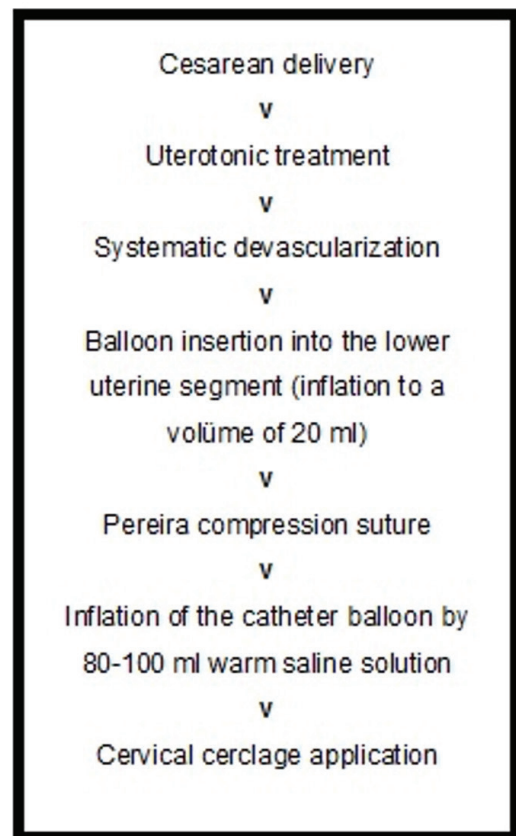 Cesarean delivery
v
Uterotonic treatment
v
Systematic devascularization
v
Balloon insertion into the lower
uterine segment (inflation to a
volüme of 20 ml)
v
Pereira compression suture
v
Inflation of the catheter balloon by
80-100 ml warm saline solution
v
Cervical cerclage application